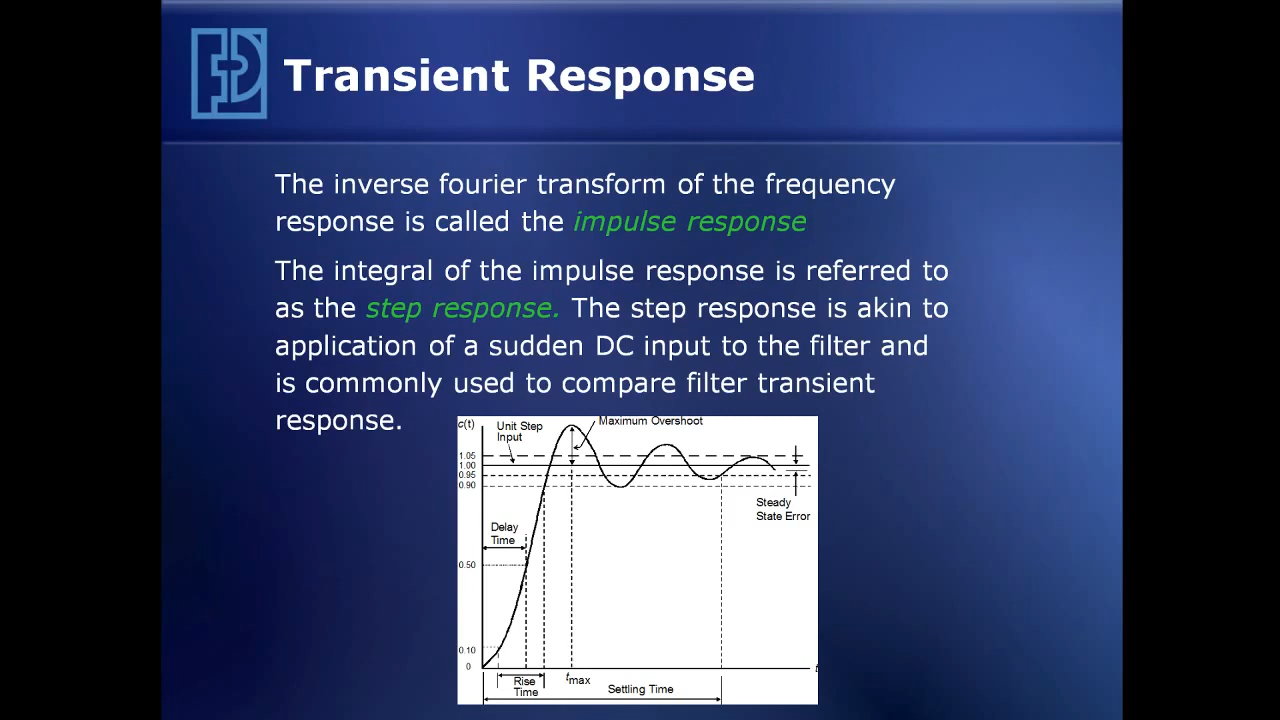 Transient Response
The inverse fourier transform of the frequency
response is called the impulse response
The integral of the impulse response is referred to
as the step response. The step response is akin to
application of a sudden DC input to the filter and
is commonly used to compare filter transient
response.
c(t)
Unit Step
Input
Maximum Overshoot
1.05
1.00
0.95
0.90
Steady
State Error
Delay
Time
0.50
0.10
0
t
Rise
Time
tmax
Settling Time